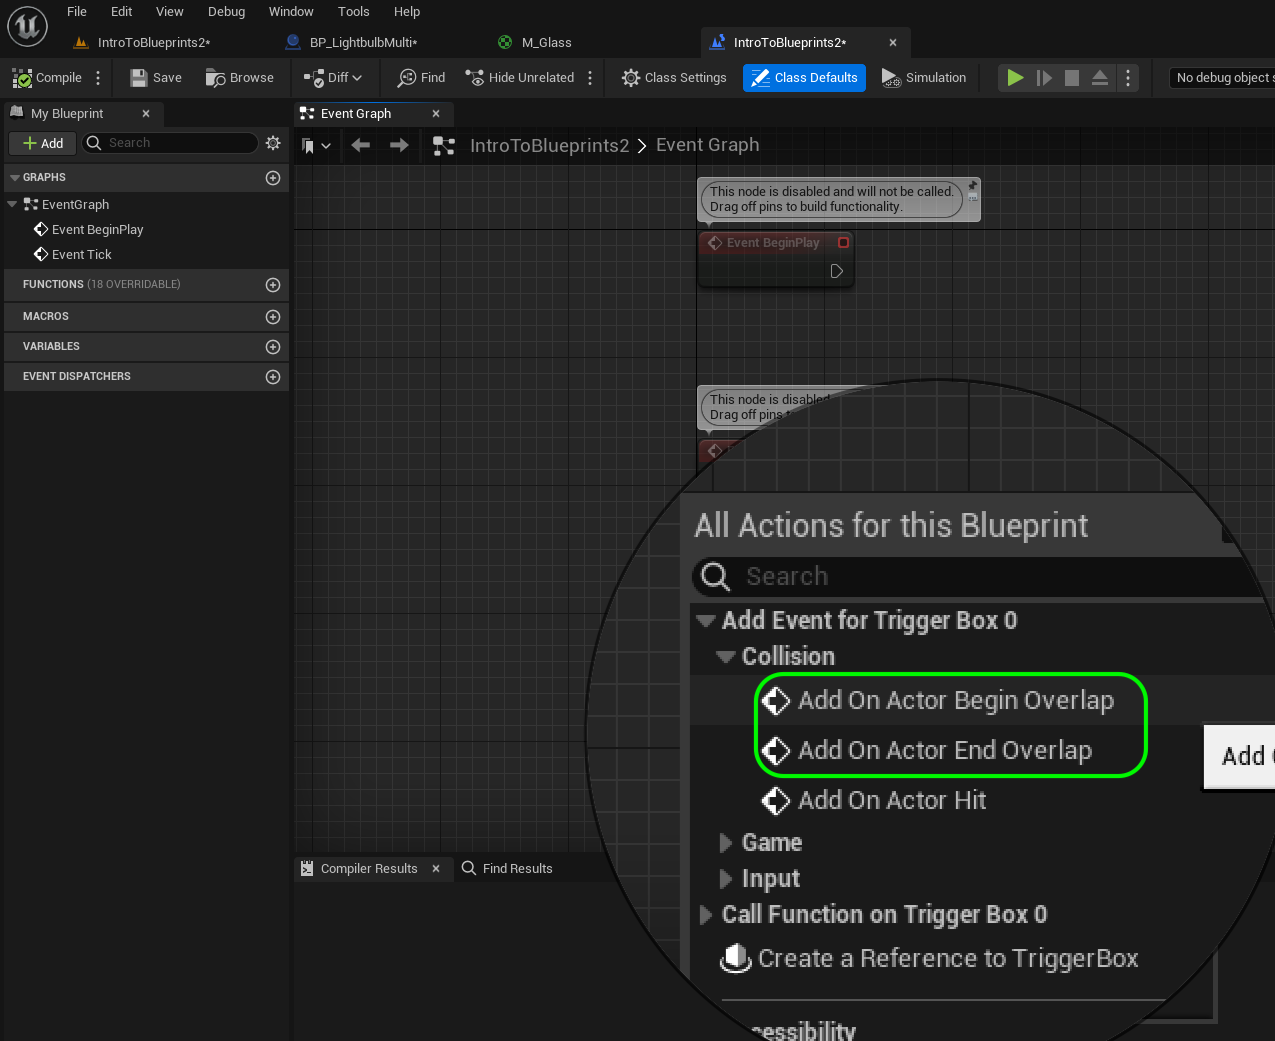 File Edit View Debug Window Tools Help
IntroToBlueprints2* BP_LightbulbMulti* M_Glass IntroToBlueprints2*
Compile Save Browse Diff Find Hide Unrelated Class Settings Class Defaults Simulation No debug object s
My Blueprint
Event Graph
Add Search
IntroToBlueprints2 > Event Graph
GRAPHS
EventGraph
Event BeginPlay
Event Tick
FUNCTIONS (18 OVERRIDABLE)
MACROS
VARIABLES
EVENT DISPATCHERS
This node is disabled and will not be called.
Drag off pins to build functionality.
Event BeginPlay
This node is disabled
Drag off pins
All Actions for this Blueprint
Search
Add Event for Trigger Box 0
Collision
Add On Actor Begin Overlap
Add On Actor End Overlap
Add
Add On Actor Hit
Game
Input
Call Function on Trigger Box 0
Create a Reference to TriggerBox
Compiler Results Find Results